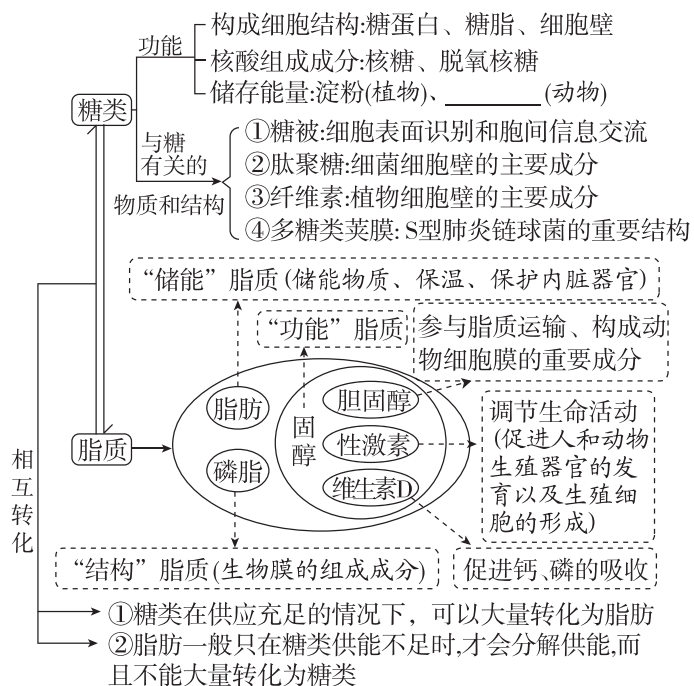 构成细胞结构:糖蛋白、糖脂、细胞壁
功能
核酸组成成分:核糖、脱氧核糖
储存能量:淀粉(植物)、________(动物)
糖类
与糖
有关的
物质和结构
①糖被:细胞表面识别和胞间信息交流
②肽聚糖:细菌细胞壁的主要成分
③纤维素:植物细胞壁的主要成分
④多糖类荚膜:S型肺炎链球菌的重要结构
“储能”脂质(储能物质、保温、保护内脏器官)
“功能”脂质
参与脂质运输、构成动
物细胞膜的重要成分
脂肪
固醇
胆固醇
性激素
维生素D
磷脂
脂质
调节生命活动
(促进人和动物
生殖器官的发
育以及生殖细
胞的形成)
相互转化
“结构”脂质(生物膜的组成成分)
促进钙、磷的吸收
①糖类在供应充足的情况下，可以大量转化为脂肪
②脂肪一般只在糖类供能不足时,才会分解供能,而
且不能大量转化为糖类